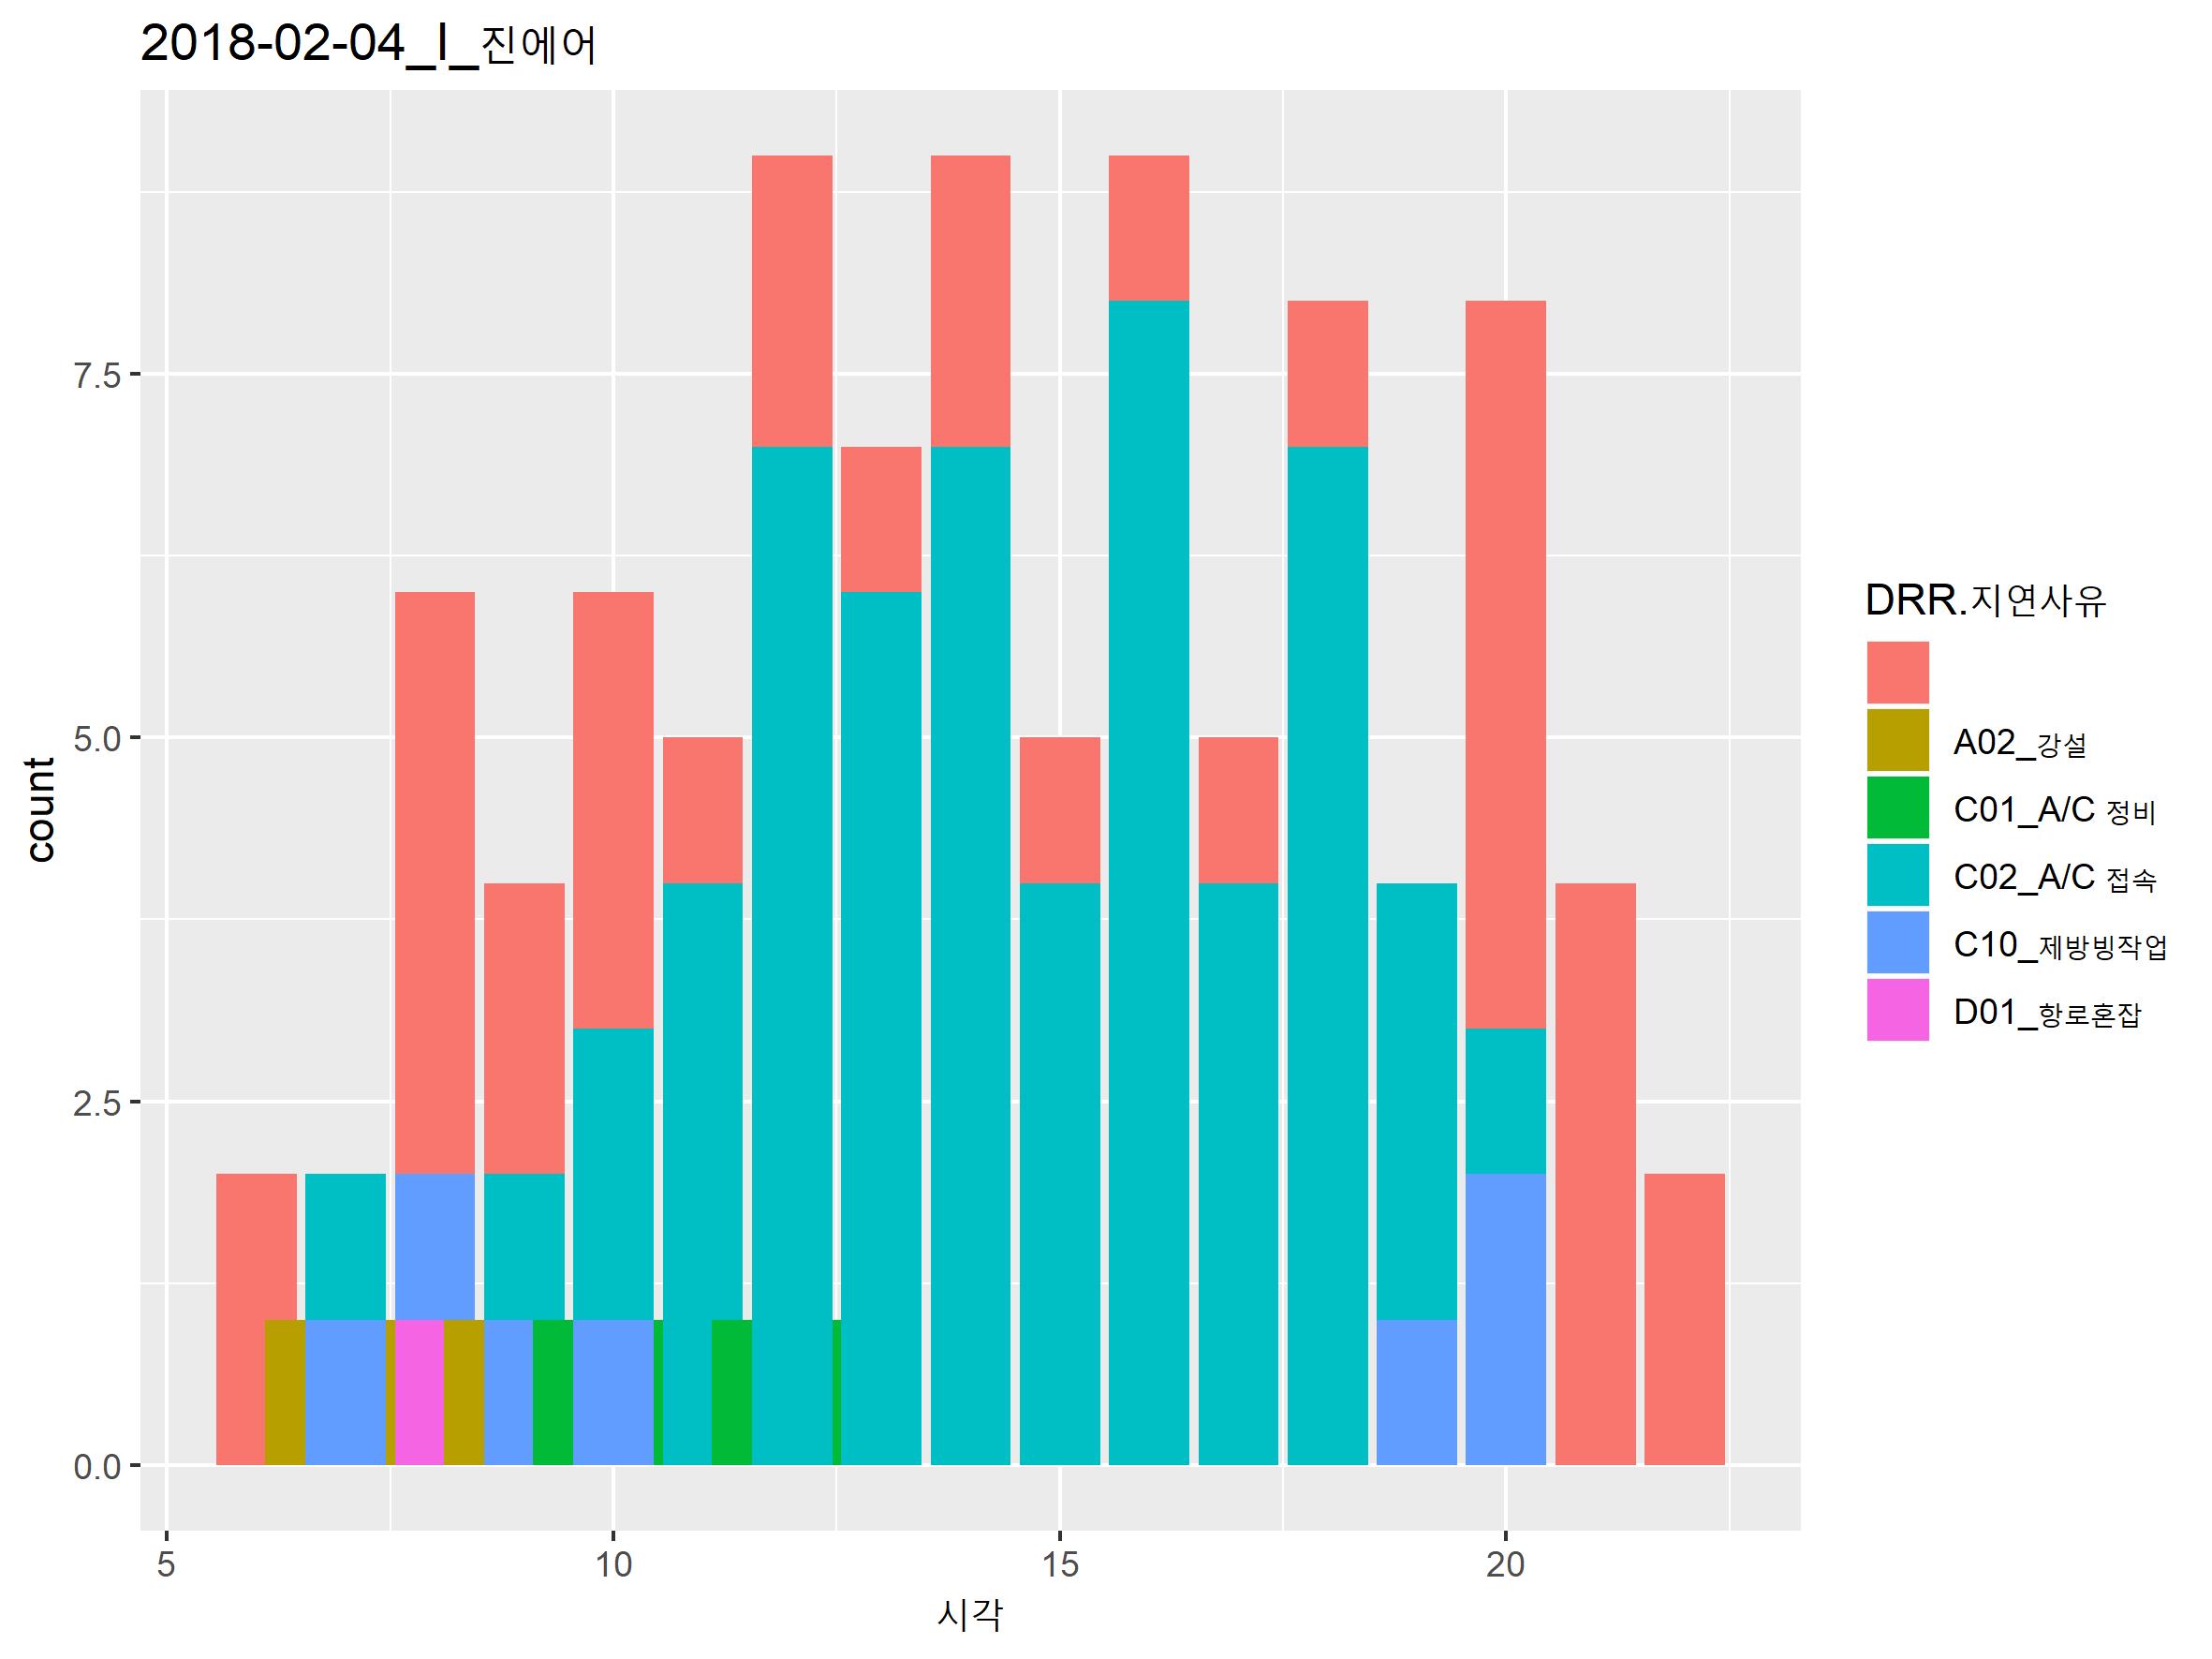 2018-02-04_I_진에어
count
7.5
5.0
2.5
0.0
5 10 15 20
시각
DRR.지연사유
A02_강설
C01_A/C 정비
C02_A/C 접속
C10_제방빙작업
D01_항로혼잡